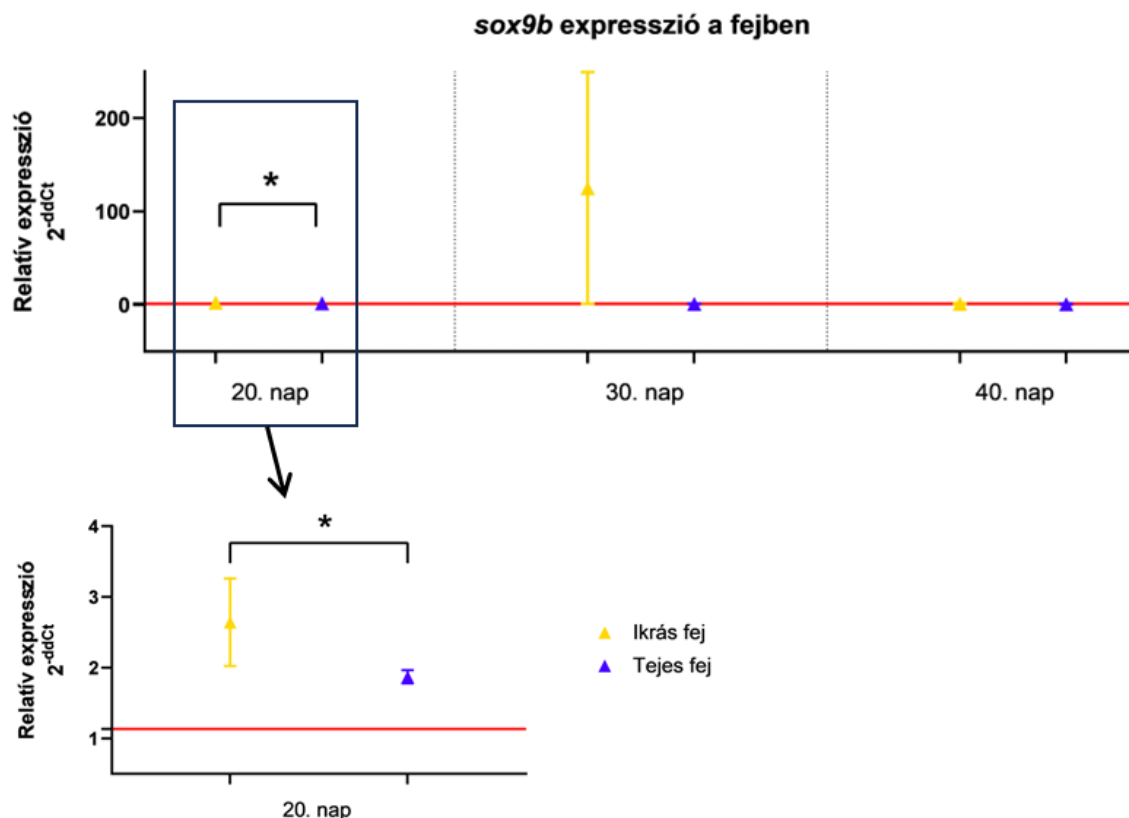 sox9b expresszió a fejben
Relatív expresszió
2^-ddCt
200
100
0
*
20. nap
30. nap
40. nap
Relatív expresszió
2^-ddCt
4
3
2
1
*
20. nap
Ikrás fej
Tejes fej